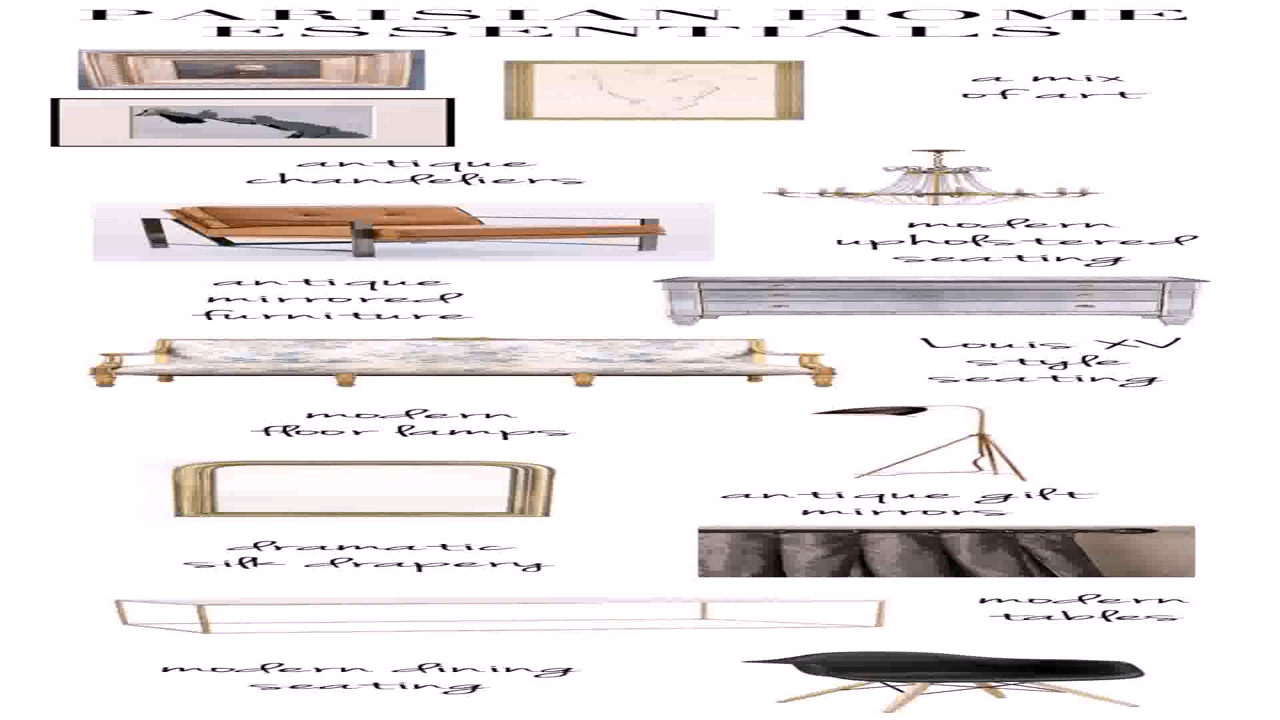 PARISIAN HOME
ESSENTIALS
a mix
of art
antique
chandeliers
modern
upholstered
seating
antique
mirrored
furniture
Louis XV
style
seating
modern
floor lamps
antique gilt
mirrors
dramatic
silk drapery
modern
tables
modern dining
seating